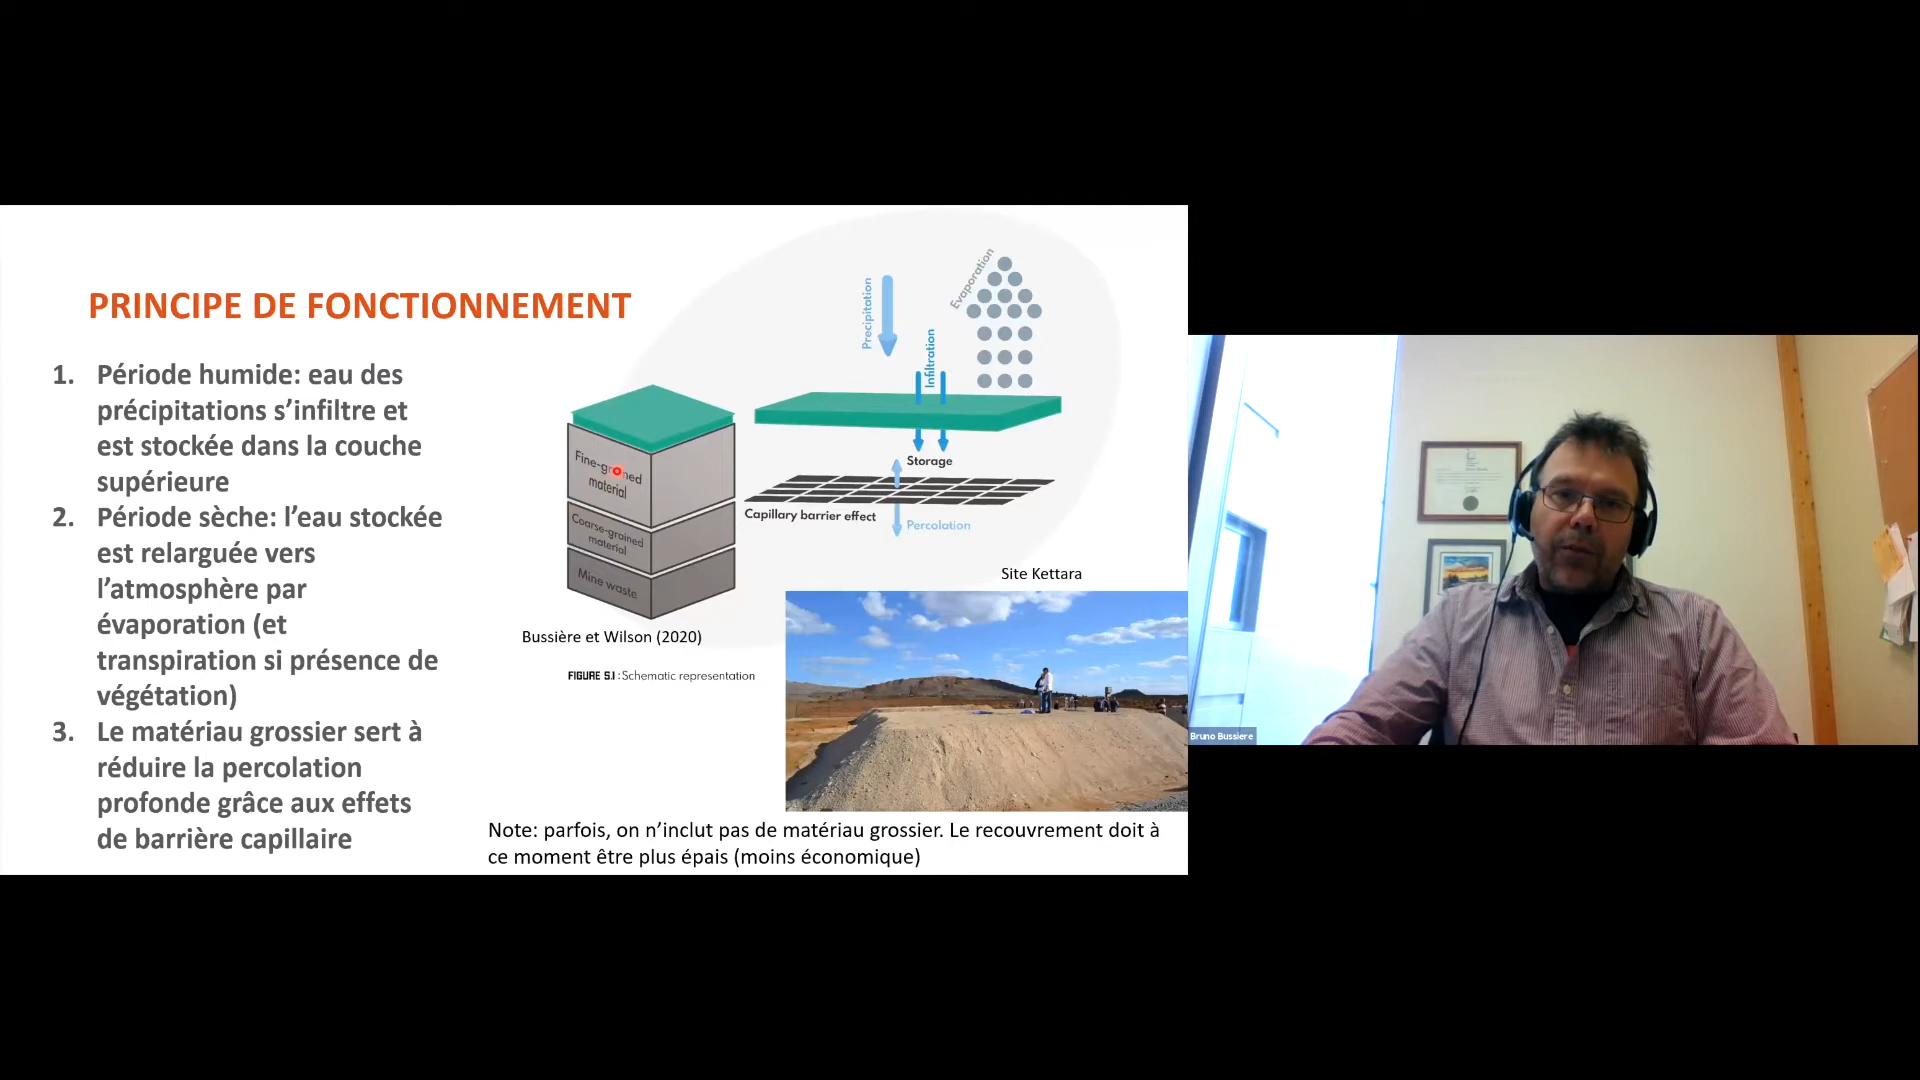 PRINCIPE DE FONCTIONNEMENT
1. Période humide: eau des
précipitations s’infiltre et
est stockée dans la couche
supérieure
2. Période sèche: l’eau stockée
est relarguée vers
l’atmosphère par
évaporation (et
transpiration si présence de
végétation)
3. Le matériau grossier sert à
réduire la percolation
profonde grâce aux effets
de barrière capillaire
Precipitation
Infiltration
Evaporation
Storage
Capillary barrier effect
Percolation
Fine-grained
material
Coarse-grained
material
Mine waste
Bussière et Wilson (2020)
FIGURE 5.1 : Schematic representation
Site Kettara
Note: parfois, on n’inclut pas de matériau grossier. Le recouvrement doit à
ce moment être plus épais (moins économique)
Bruno Bussiere